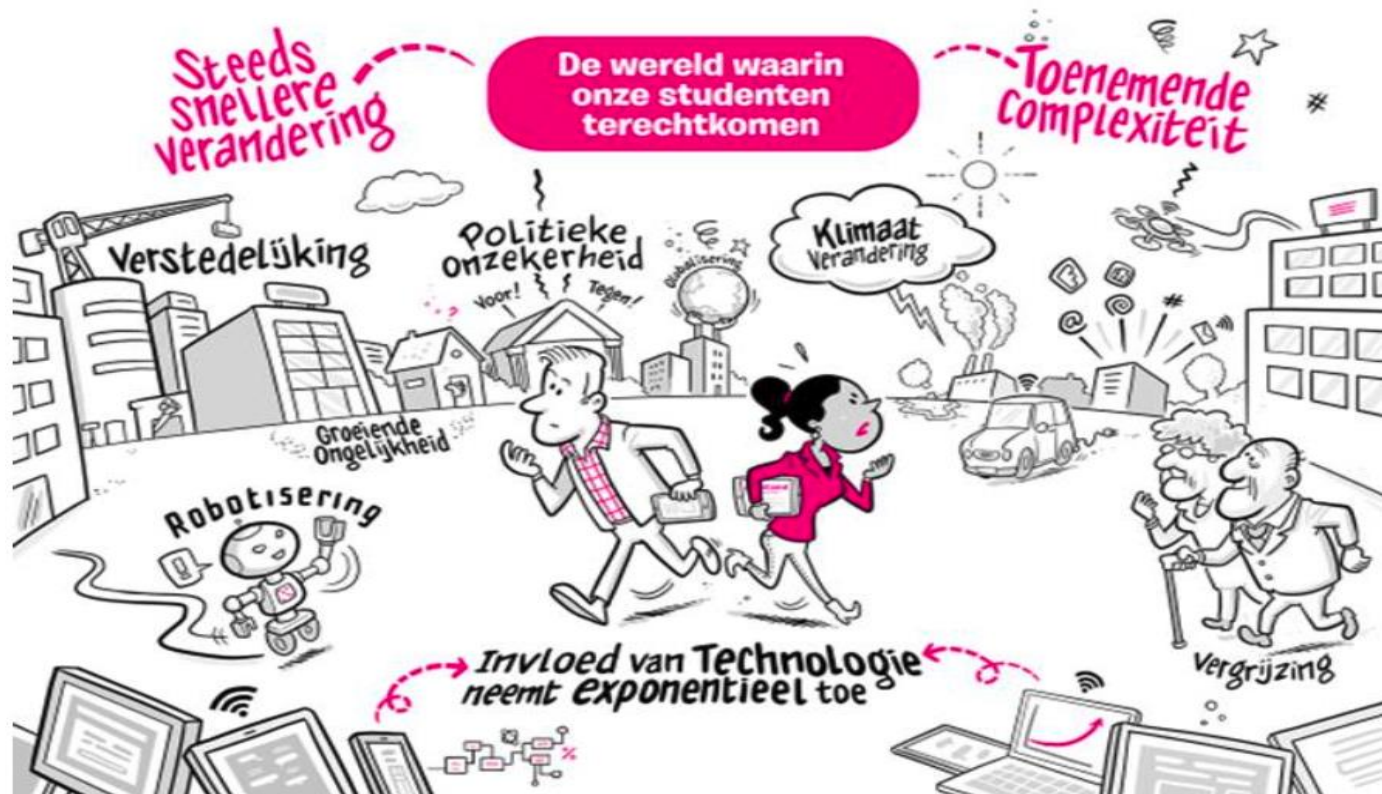 Steeds
snellere
verandering
De wereld waarin
onze studenten
terechtkomen
Toenemende
complexiteit
Verstedelijking
Politieke
onzekerheid
Voor!
Tegen!
Globalisering
Klimaat
verandering
Groeiende
Ongelijkheid
Robotisering
Invloed van Technologie
neemt exponentieel toe
Vergrijzing